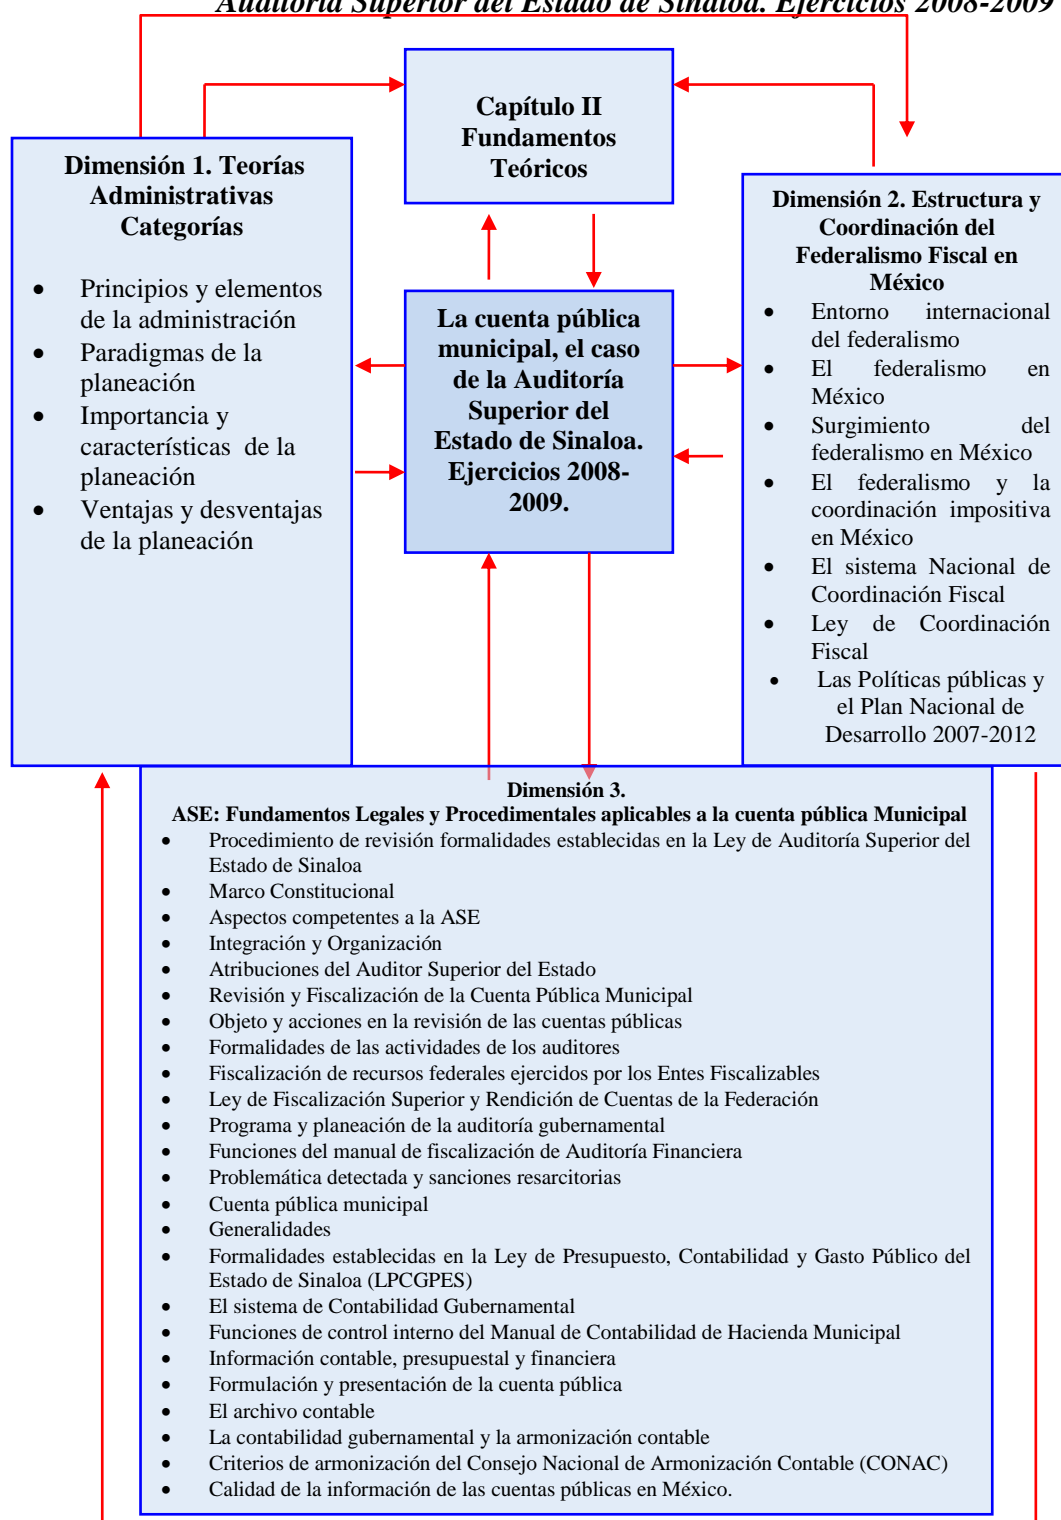 Auditoría Superior del Estado de Sinaloa. Ejercicios 2008-2009
Capítulo II
Fundamentos
Teóricos
Dimensión 1. Teorías
Administrativas
Categorías
• Principios y elementos
de la administración
• Paradigmas de la
planeación
• Importancia y
características de la
planeación
• Ventajas y desventajas
de la planeación
La cuenta pública
municipal, el caso
de la Auditoría
Superior del
Estado de Sinaloa.
Ejercicios 2008-
2009.
Dimensión 2. Estructura y
Coordinación del
Federalismo Fiscal en
México
• Entorno internacional
del federalismo
• El federalismo en
México
• Surgimiento del
federalismo en México
• El federalismo y la
coordinación impositiva
en México
• El sistema Nacional de
Coordinación Fiscal
• Ley de Coordinación
Fiscal
• Las Políticas públicas y
el Plan Nacional de
Desarrollo 2007-2012
Dimensión 3.
ASE: Fundamentos Legales y Procedimentales aplicables a la cuenta pública Municipal
• Procedimiento de revisión formalidades establecidas en la Ley de Auditoría Superior del
Estado de Sinaloa
• Marco Constitucional
• Aspectos competentes a la ASE
• Integración y Organización
• Atribuciones del Auditor Superior del Estado
• Revisión y Fiscalización de la Cuenta Pública Municipal
• Objeto y acciones en la revisión de las cuentas públicas
• Formalidades de las actividades de los auditores
• Fiscalización de recursos federales ejercidos por los Entes Fiscalizables
• Ley de Fiscalización Superior y Rendición de Cuentas de la Federación
• Programa y planeación de la auditoría gubernamental
• Funciones del manual de fiscalización de Auditoría Financiera
• Problemática detectada y sanciones resarcitorias
• Cuenta pública municipal
• Generalidades
• Formalidades establecidas en la Ley de Presupuesto, Contabilidad y Gasto Público del
Estado de Sinaloa (LPCGPES)
• El sistema de Contabilidad Gubernamental
• Funciones de control interno del Manual de Contabilidad de Hacienda Municipal
• Información contable, presupuestal y financiera
• Formulación y presentación de la cuenta pública
• El archivo contable
• La contabilidad gubernamental y la armonización contable
• Criterios de armonización del Consejo Nacional de Armonización Contable (CONAC)
• Calidad de la información de las cuentas públicas en México.